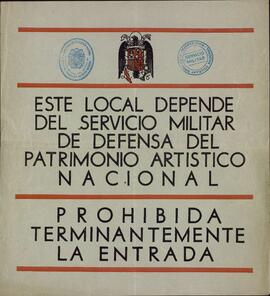 ESTE LOCAL DEPENDE
DEL SERVICIO MILITAR
DE DEFENSA DEL
PATRIMONIO ARTISTICO
NACIONAL
PROHIBIDA
TERMINANTEMENTE
LA ENTRADA